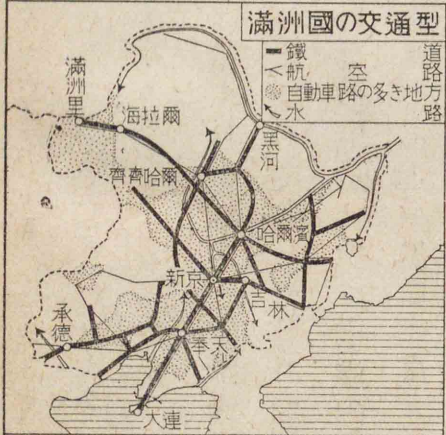 滿洲國の交通型
鐵道
航空路
自動車路の多き地方
水路
滿洲里
海拉爾
黑河
齊齊哈爾
哈爾濱
新京
吉林
承德
奉天
大連